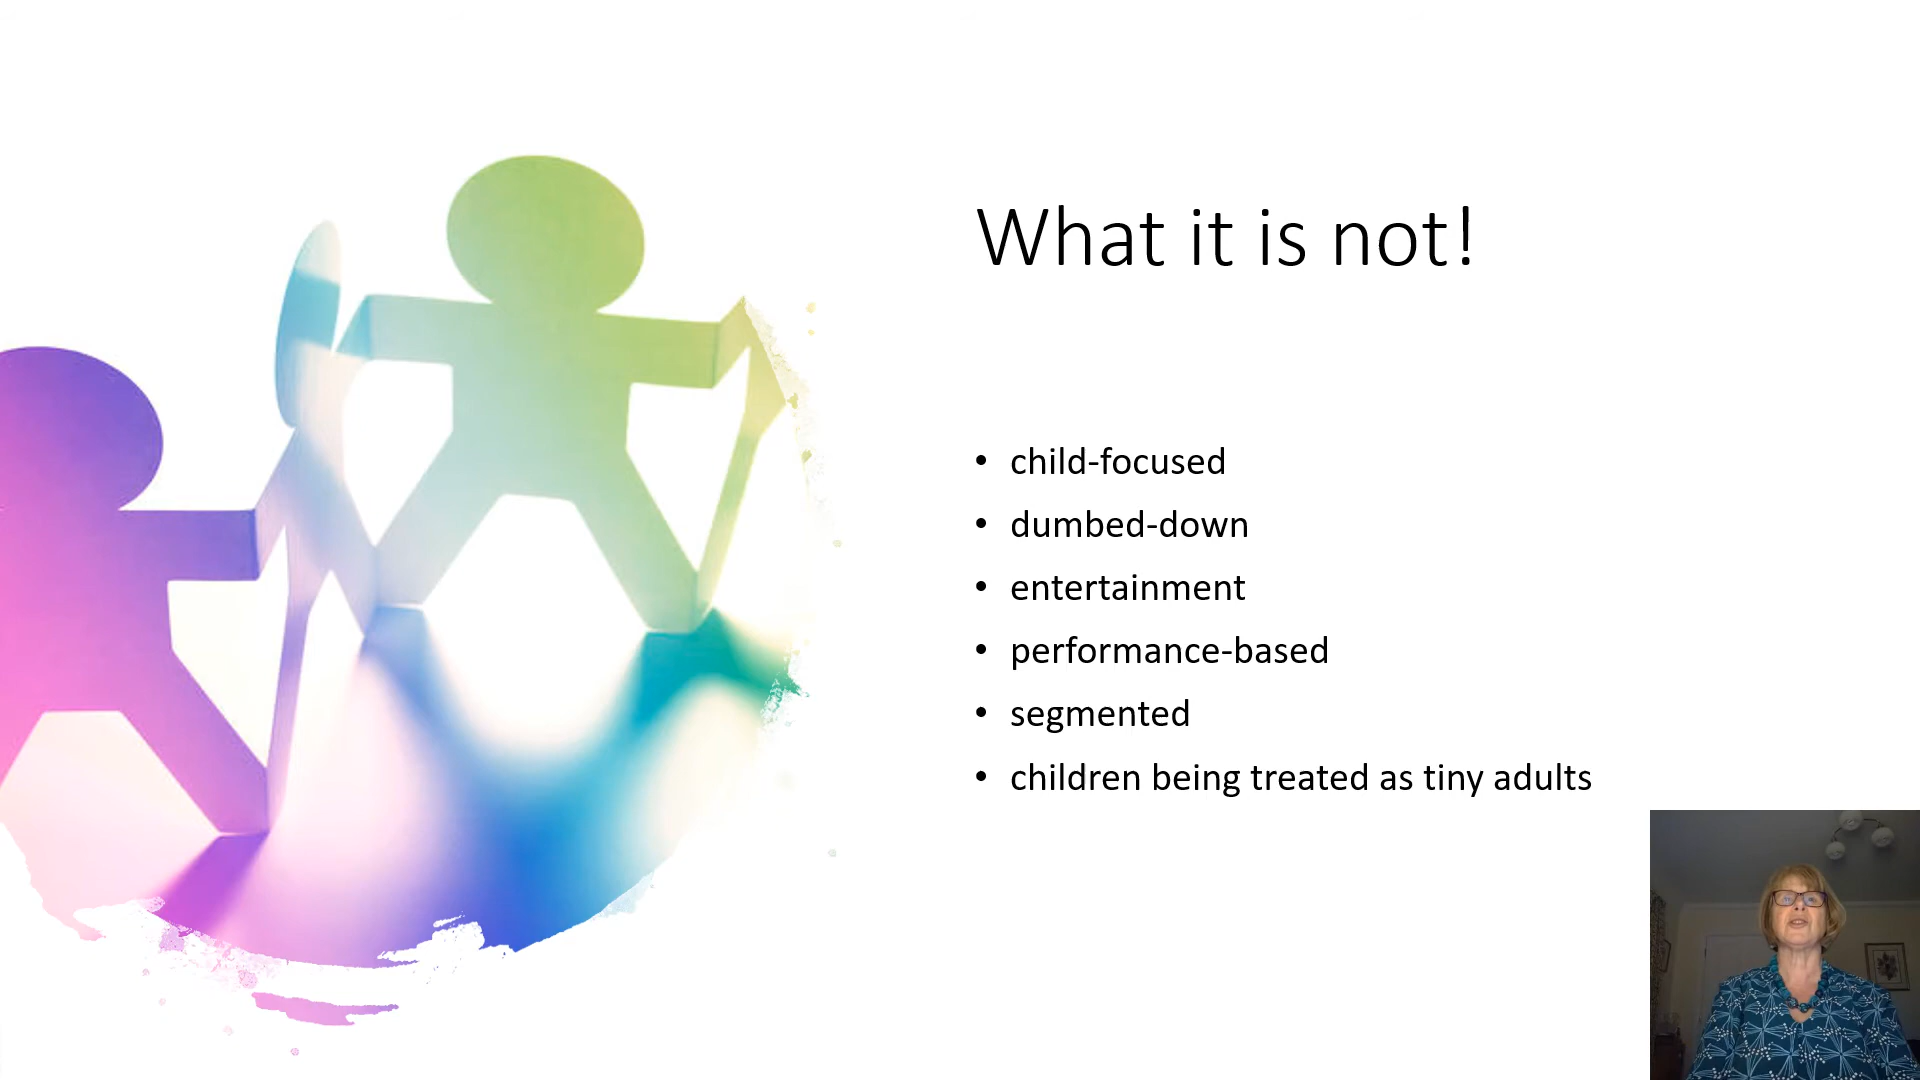 What it is not!
• child-focused
• dumbed-down
• entertainment
• performance-based
• segmented
• children being treated as tiny adults